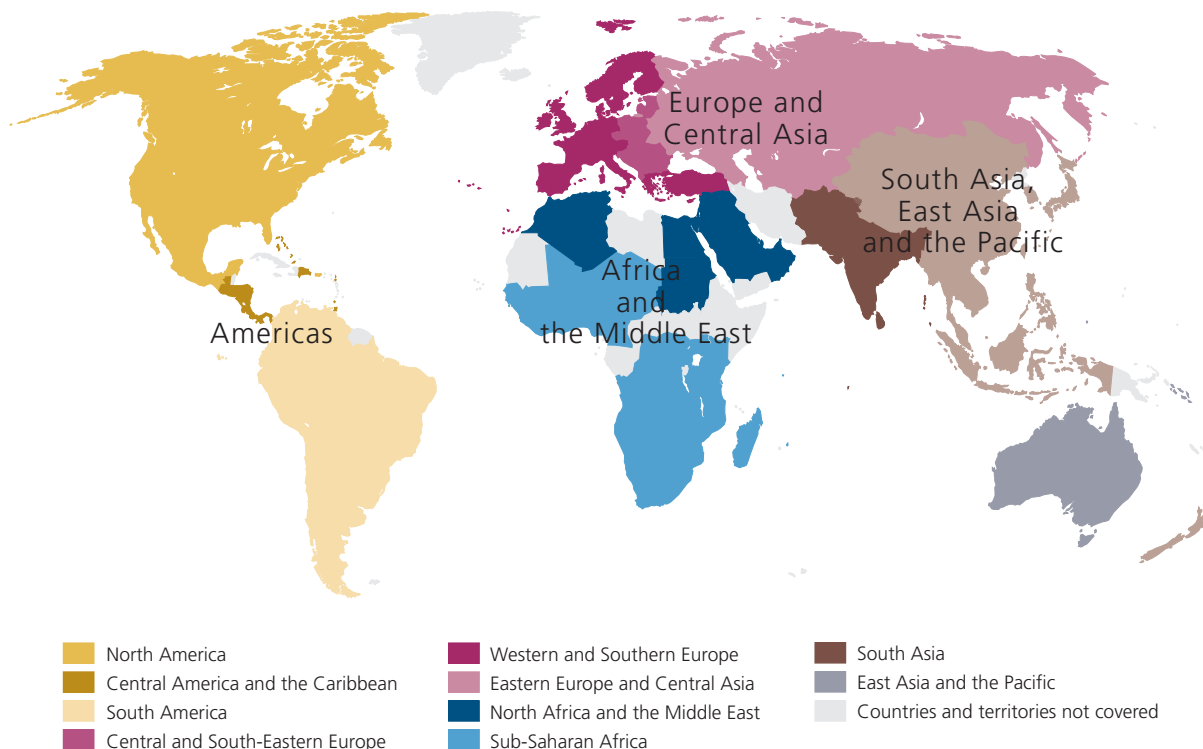 Europe and
Central Asia
South Asia,
East Asia
and the Pacific
Africa
and
the Middle East
Americas
North America
Central America and the Caribbean
South America
Central and South-Eastern Europe
Western and Southern Europe
Eastern Europe and Central Asia
North Africa and the Middle East
Sub-Saharan Africa
South Asia
East Asia and the Pacific
Countries and territories not covered